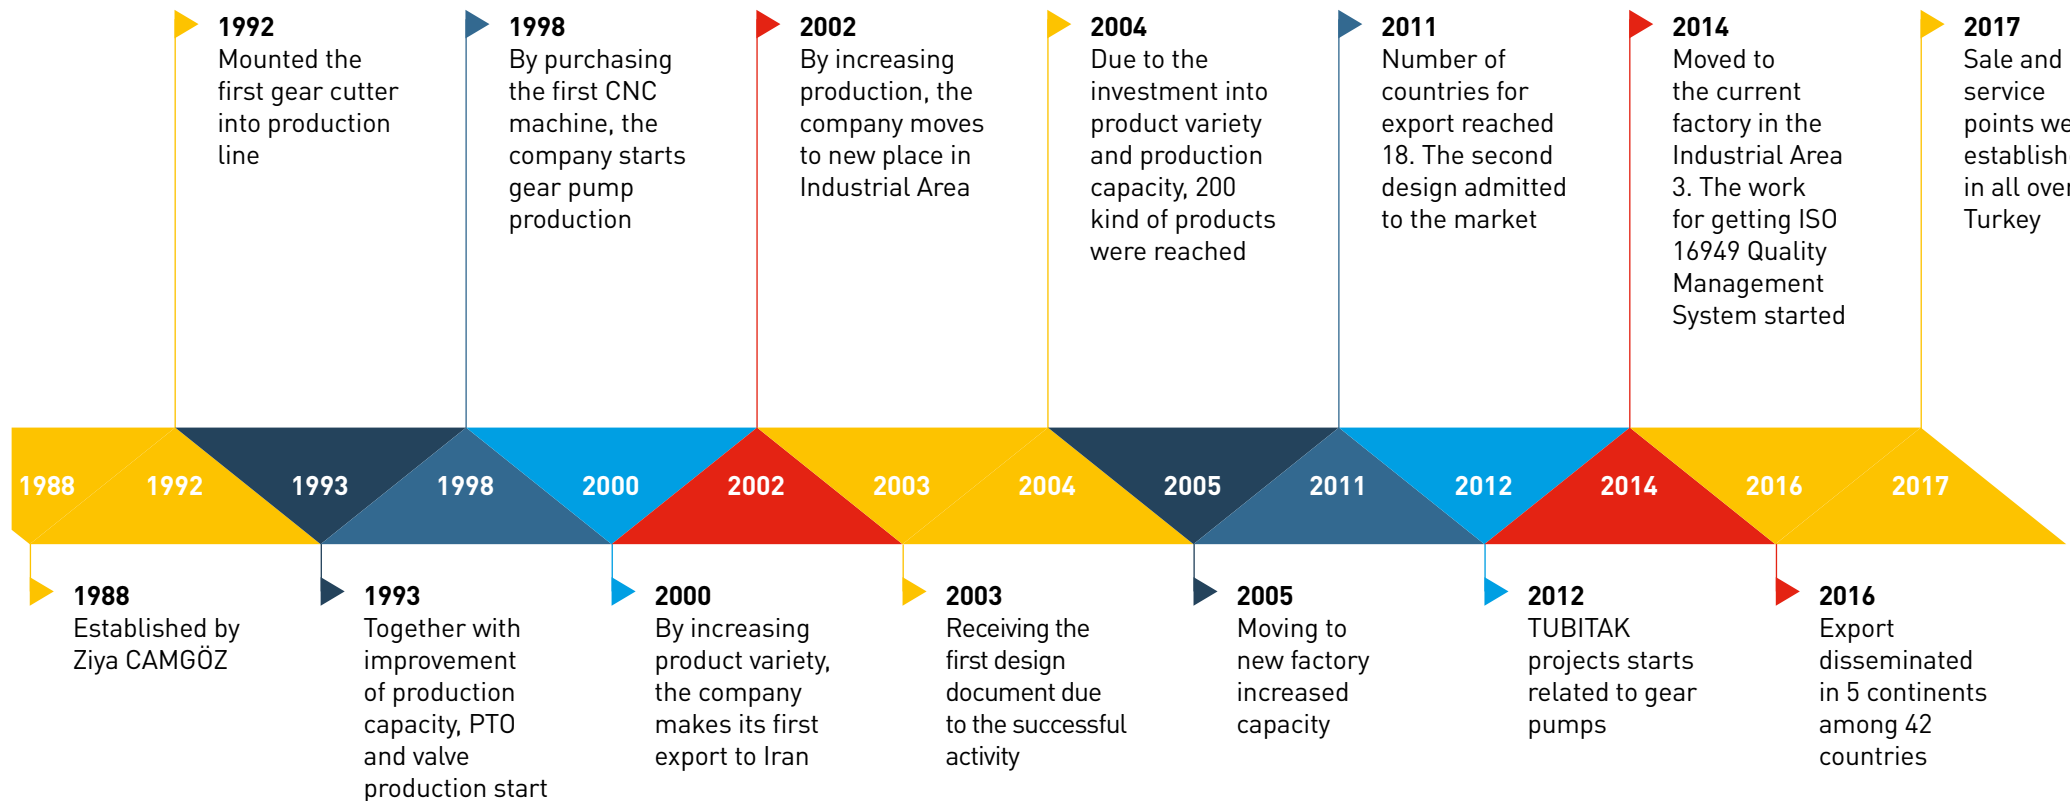 1992
Mounted the
first gear cutter
into production
line
1998
By purchasing
the first CNC
machine, the
company starts
gear pump
production
2002
By increasing
production, the
company moves
to new place in
Industrial Area
2004
Due to the
investment into
product variety
and production
capacity, 200
kind of products
were reached
2011
Number of
countries for
export reached
18. The second
design admitted
to the market
2014
Moved to
the current
factory in the
Industrial Area
3. The work
for getting ISO
16949 Quality
Management
System started
2017
Sale and
service
points
in all
Turkey
1988 1992 1993 1998 2000 2002 2003 2004 2005 2011 2012 2014 2016 2017
1988
Established by
Ziya CAMGÖZ
1993
Together with
improvement
of production
capacity, PTO
and valve
production start
2000
By increasing
product variety,
the company
makes its first
export to Iran
2003
Receiving the
first design
document due
to the successful
activity
2005
Moving to
new factory
increased
capacity
2012
TUBITAK
projects starts
related to gear
pumps
2016
Export
disseminated
in 5 continents
among 42
countries